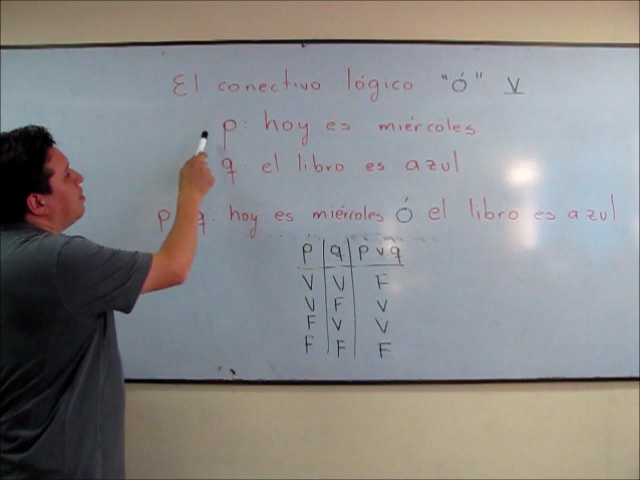 El conectivo lógico "ó" V
p: hoy es miércoles
q: el libro es azul
p q: hoy es miércoles Ó el libro es azul
p q p v q
V V F
V F V
F V V
F F F